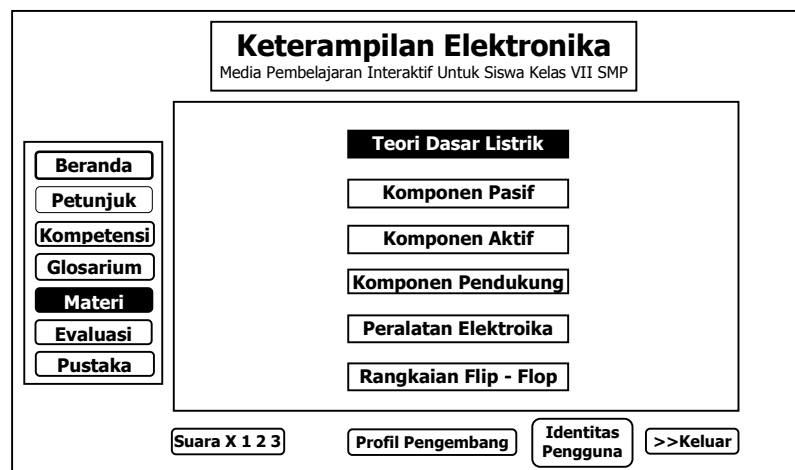 Keterampilan Elektronika
Media Pembelajaran Interaktif Untuk Siswa Kelas VII SMP
Beranda
Petunjuk
Kompetensi
Glosarium
Materi
Evaluasi
Pustaka
Teori Dasar Listrik
Komponen Pasif
Komponen Aktif
Komponen Pendukung
Peralatan Elektroika
Rangkaian Flip - Flop
Suara X 1 2 3
Profil Pengembang
Identitas
Pengguna
>>Keluar